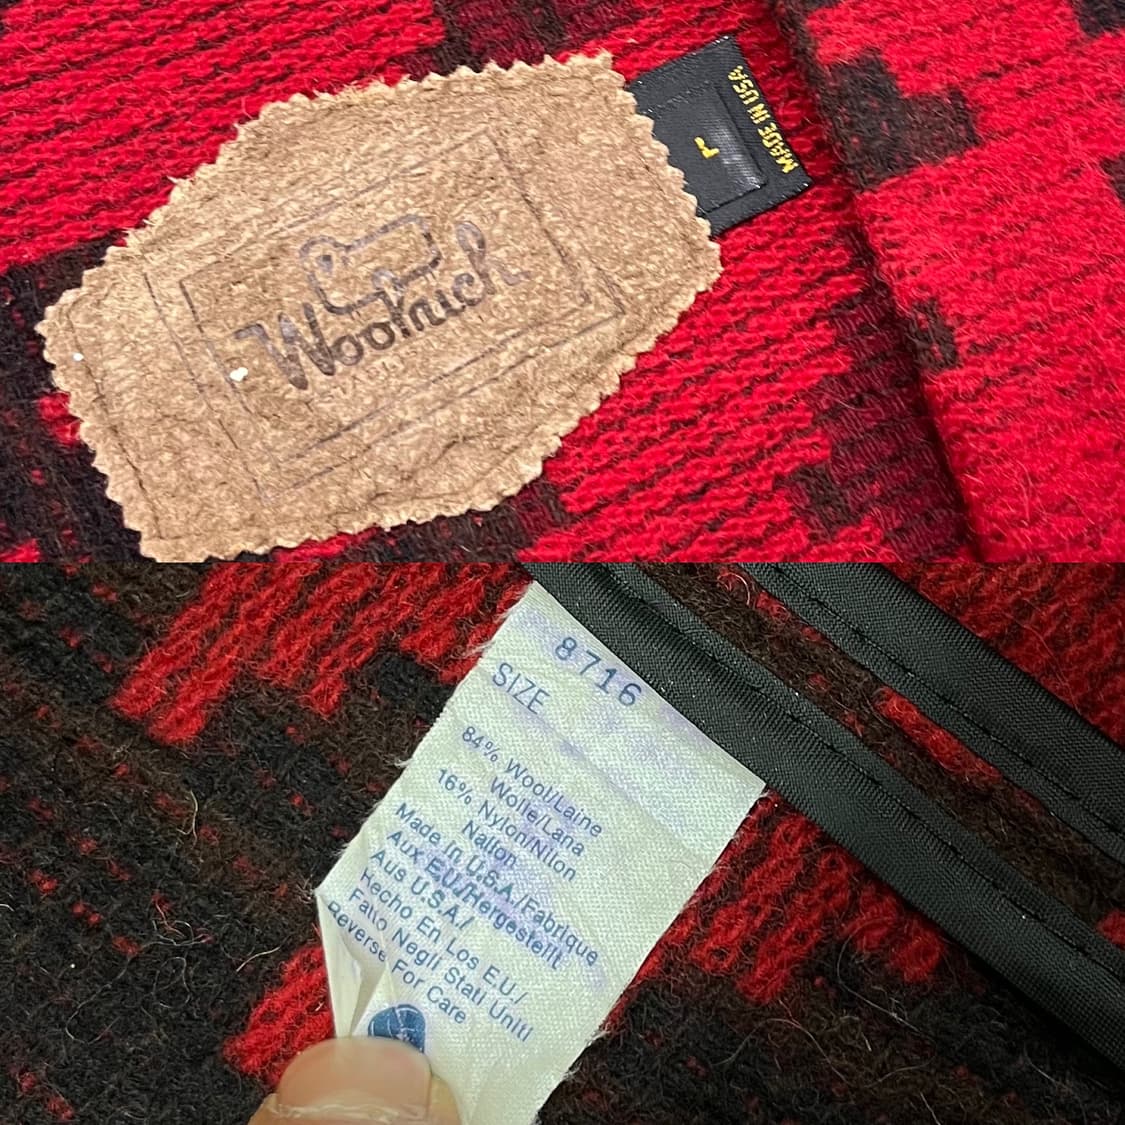 Woolrich
L
MADE IN USA
8716
SIZE
84% Wool/Laine
Wolle/Lana
16% Nylon/Nilon
Nailon
Made in U.S.A./Fabrique
Aux EU/Hergestellt
Aus U.S.A/
Hecho En Los E.U./
Fatto Negli Stati Uniti
Reverse For Care